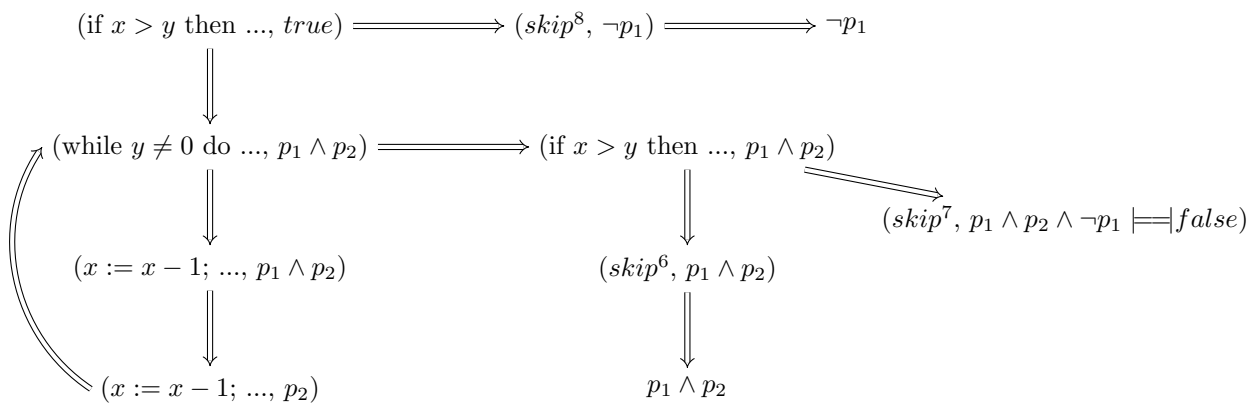 (if x > y then ..., true) (skip⁸, ¬p₁) ¬p₁
(while y ≠ 0 do ..., p₁ ∧ p₂) (if x > y then ..., p₁ ∧ p₂)
(skip⁷, p₁ ∧ p₂ ∧ ¬p₁ |==| false)
(x := x − 1; ..., p₁ ∧ p₂) (skip⁶, p₁ ∧ p₂)
(x := x − 1; ..., p₂) p₁ ∧ p₂